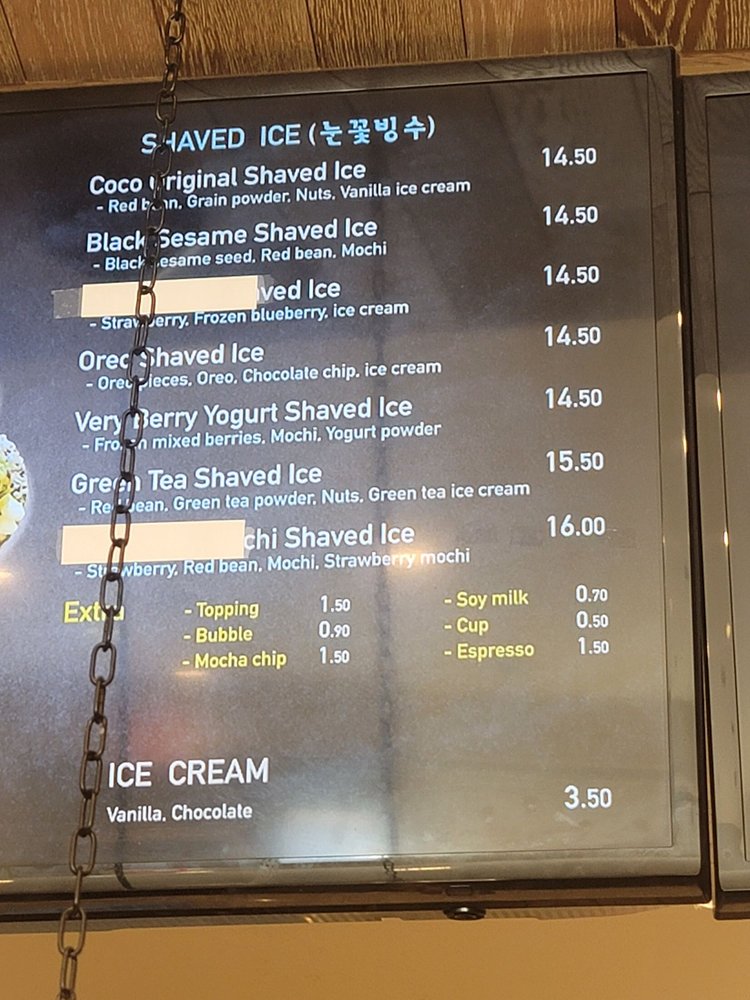 SHAVED ICE (눈꽃빙수)
Coco Original Shaved Ice 14.50
- Red bean, Grain powder, Nuts, Vanilla ice cream
Black Sesame Shaved Ice 14.50
- Black sesame seed, Red bean, Mochi
ved Ice 14.50
- Strawberry, Frozen blueberry, ice cream
Oreo Shaved Ice 14.50
- Oreo pieces, Oreo, Chocolate chip, ice cream
Very Berry Yogurt Shaved Ice 14.50
- Frozen mixed berries, Mochi, Yogurt powder
Green Tea Shaved Ice 15.50
- Red bean, Green tea powder, Nuts, Green tea ice cream
chi Shaved Ice 16.00
- Strawberry, Red bean, Mochi, Strawberry mochi
Extra - Topping 1.50 - Soy milk 0.70
- Bubble 0.90 - Cup 0.50
- Mocha chip 1.50 - Espresso 1.50
ICE CREAM
Vanilla, Chocolate 3.50